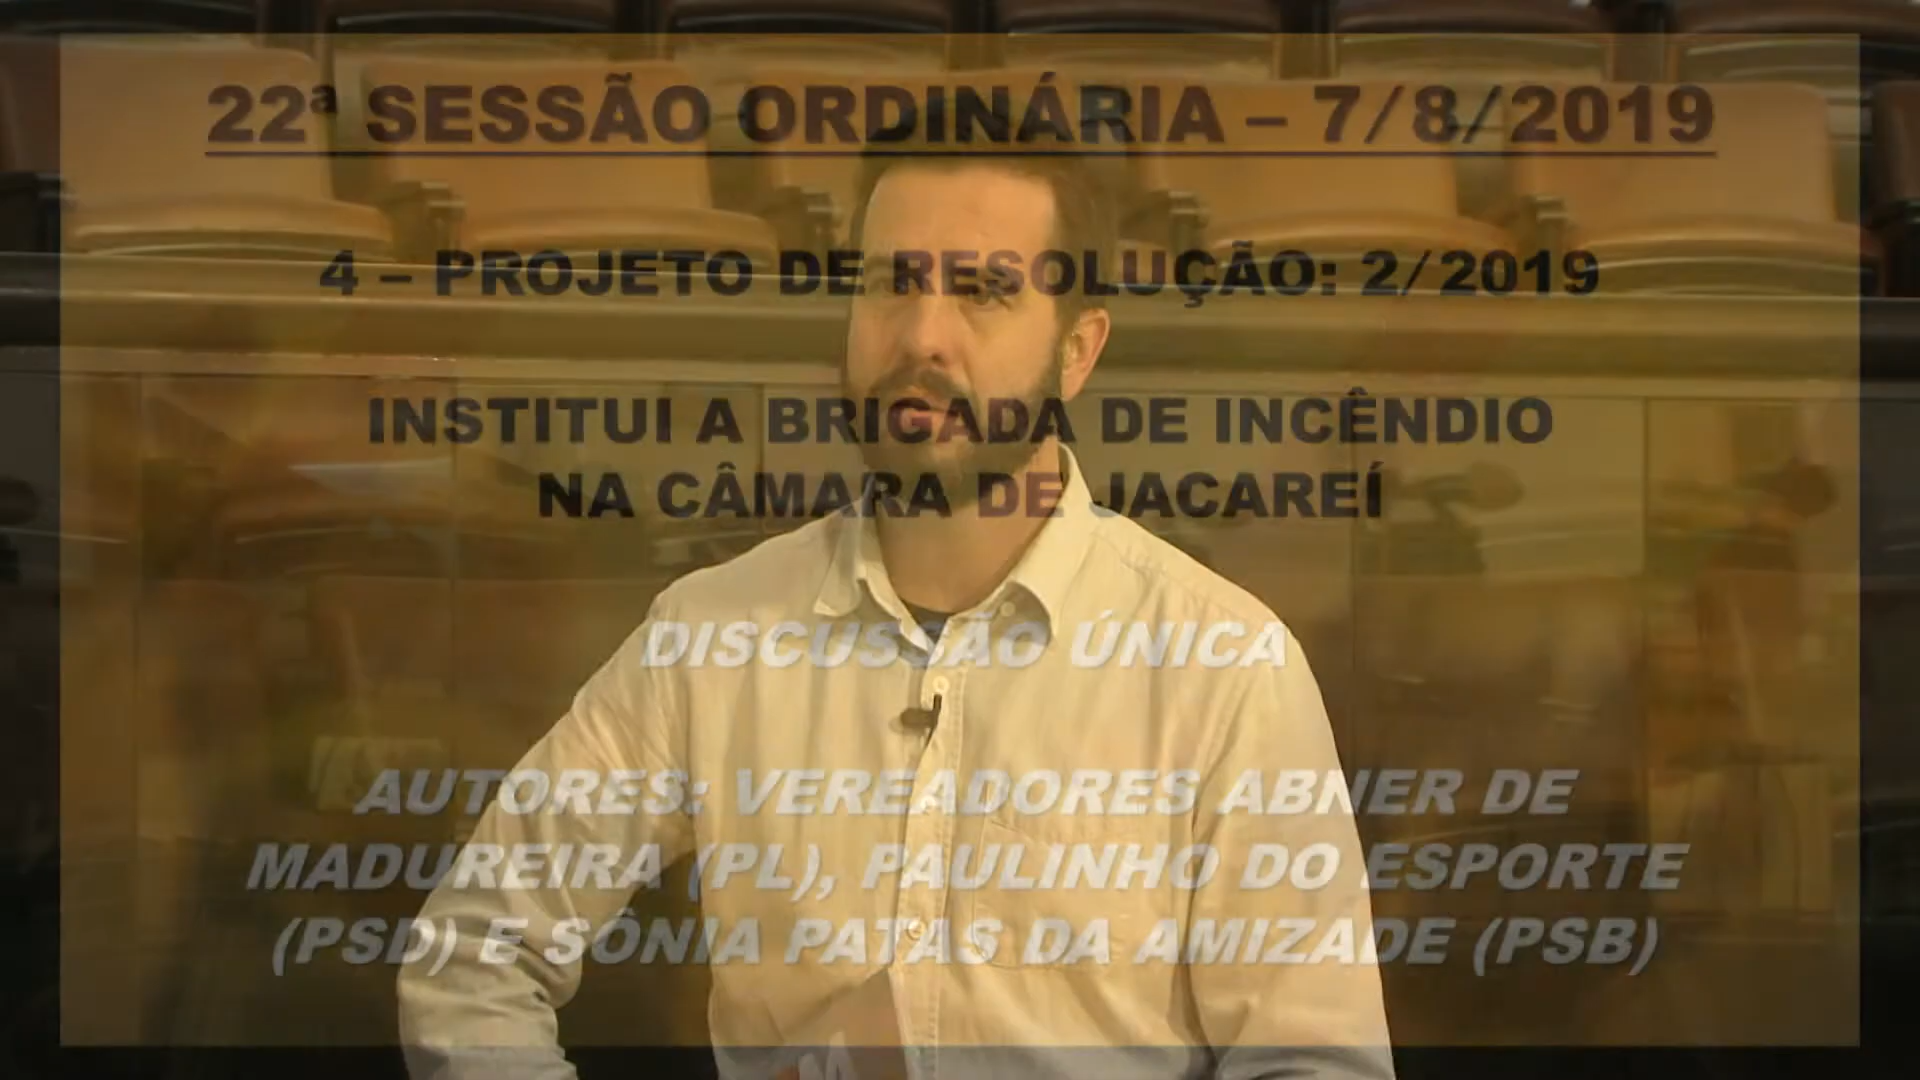 22ª SESSÃO ORDINÁRIA – 7/8/2019
4 – PROJETO DE RESOLUÇÃO: 2/2019
INSTITUI A BRIGADA DE INCÊNDIO
NA CÂMARA DE JACAREÍ
DISCUSSÃO ÚNICA
AUTORES: VEREADORES ABNER DE
MADUREIRA (PL), PAULINHO DO ESPORTE
(PSD) E SÔNIA PATAS DA AMIZADE (PSB)